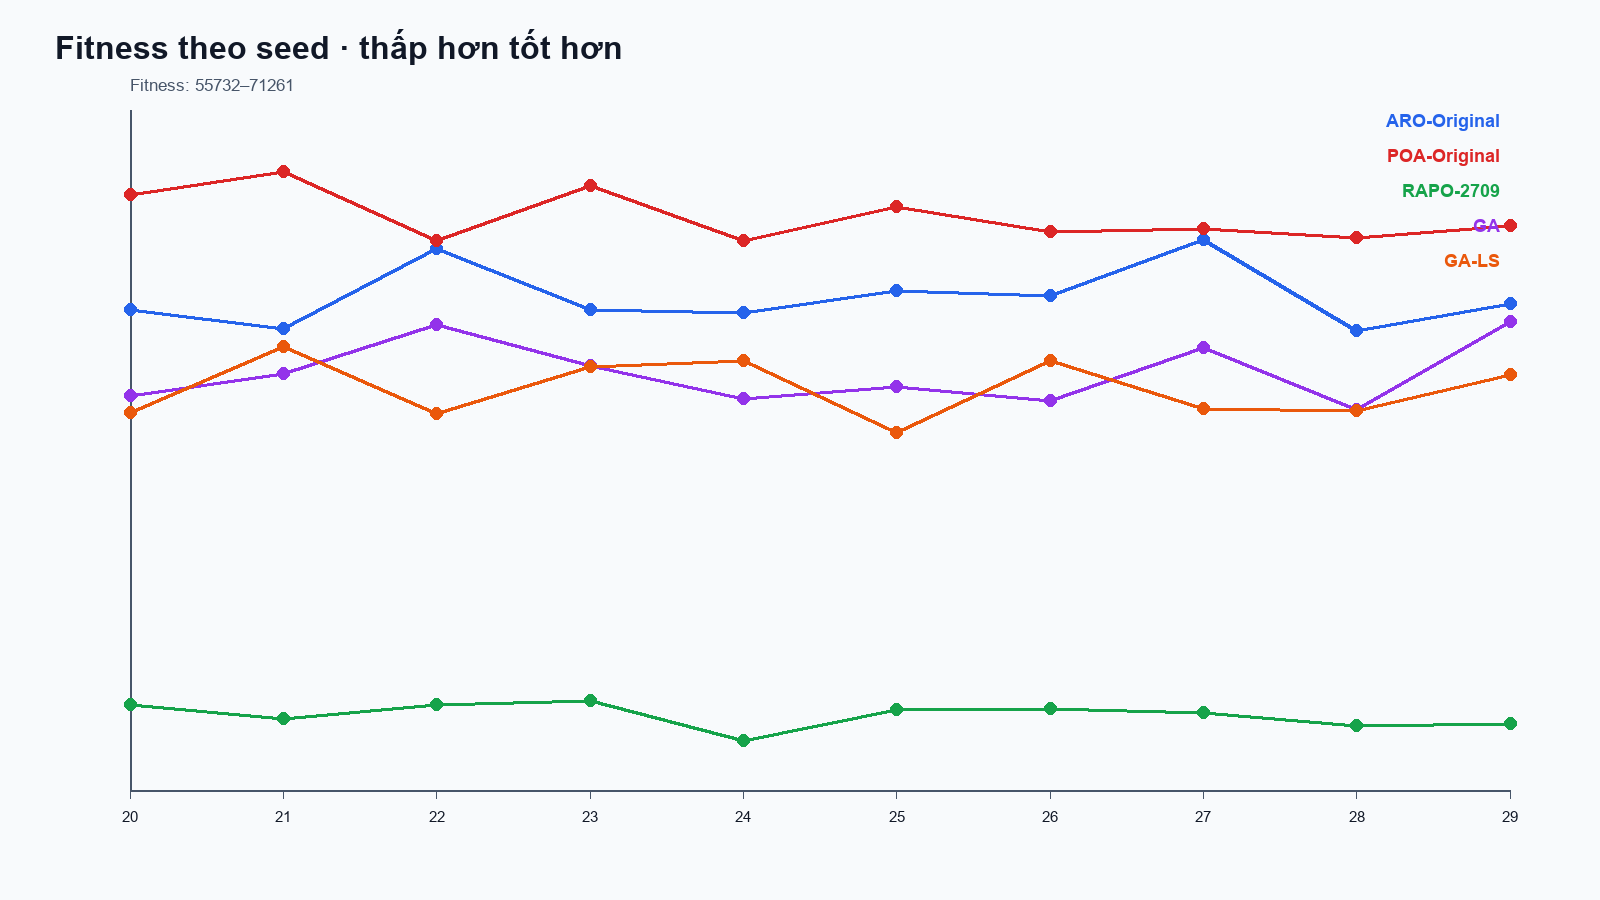 Fitness theo seed · thấp hơn tốt hơn
Fitness: 55732–71261
ARO-Original
POA-Original
RAPO-2709
GA
GA-LS
20 21 22 23 24 25 26 27 28 29